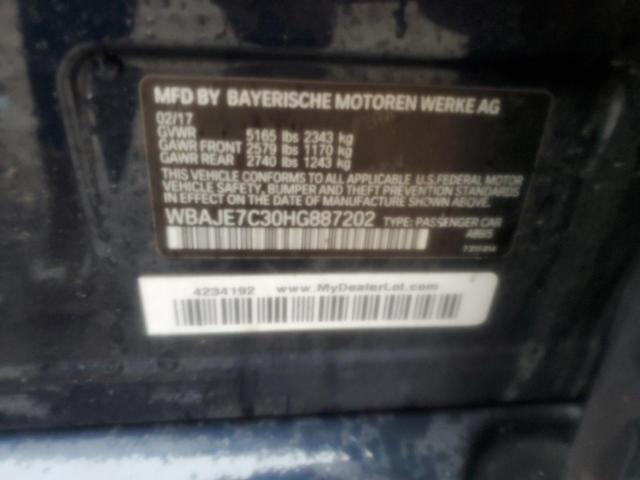 MFD BY BAYERISCHE MOTOREN WERKE AG
02/17
GVWR 5165 lbs 2343 kg
GAWR FRONT 2579 lbs 1170 kg
GAWR REAR 2740 lbs 1243 kg
THIS VEHICLE CONFORMS TO ALL APPLICABLE U.S. FEDERAL MOTOR
VEHICLE SAFETY, BUMPER AND THEFT PREVENTION STANDARDS
IN EFFECT ON THE DATE OF MANUFACTURE SHOWN ABOVE.
WBAJE7C30HG887202 TYPE: PASSENGER CAR
4234192 www.MyDealerLot.com